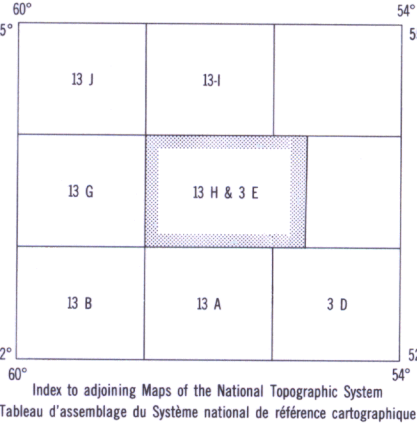 60° 54°
5° 5
13 J 13-I
13 G 13 H & 3 E
13 B 13 A 3 D
2° 52
60° 54°
Index to adjoining Maps of the National Topographic System
Tableau d'assemblage du Système national de référence cartographique